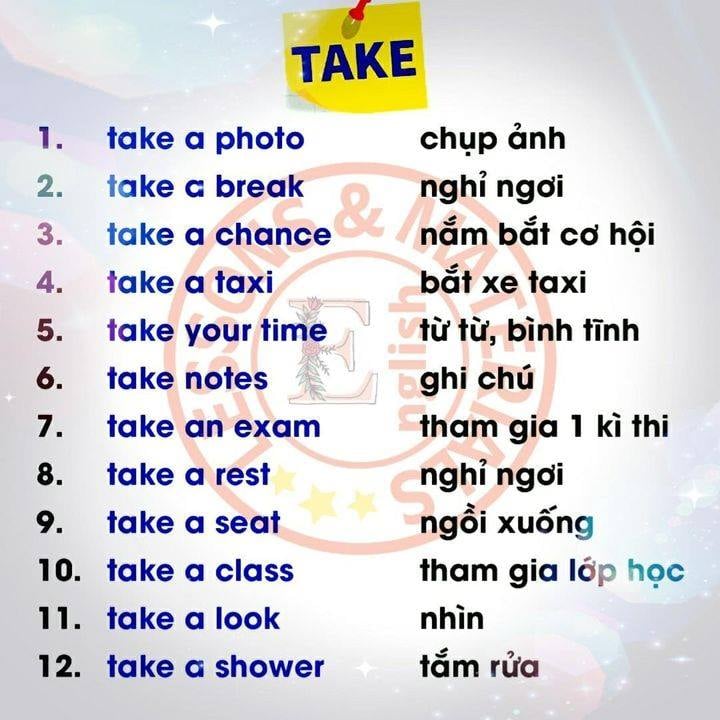 TAKE
1. take a photo chụp ảnh
2. take a break nghỉ ngơi
3. take a chance nắm bắt cơ hội
4. take a taxi bắt xe taxi
5. take your time từ từ, bình tĩnh
6. take notes ghi chú
7. take an exam tham gia 1 kì thi
8. take a rest nghỉ ngơi
9. take a seat ngồi xuống
10. take a class tham gia lớp học
11. take a look nhìn
12. take a shower tắm rửa
LESSONS & MATERIALS
English